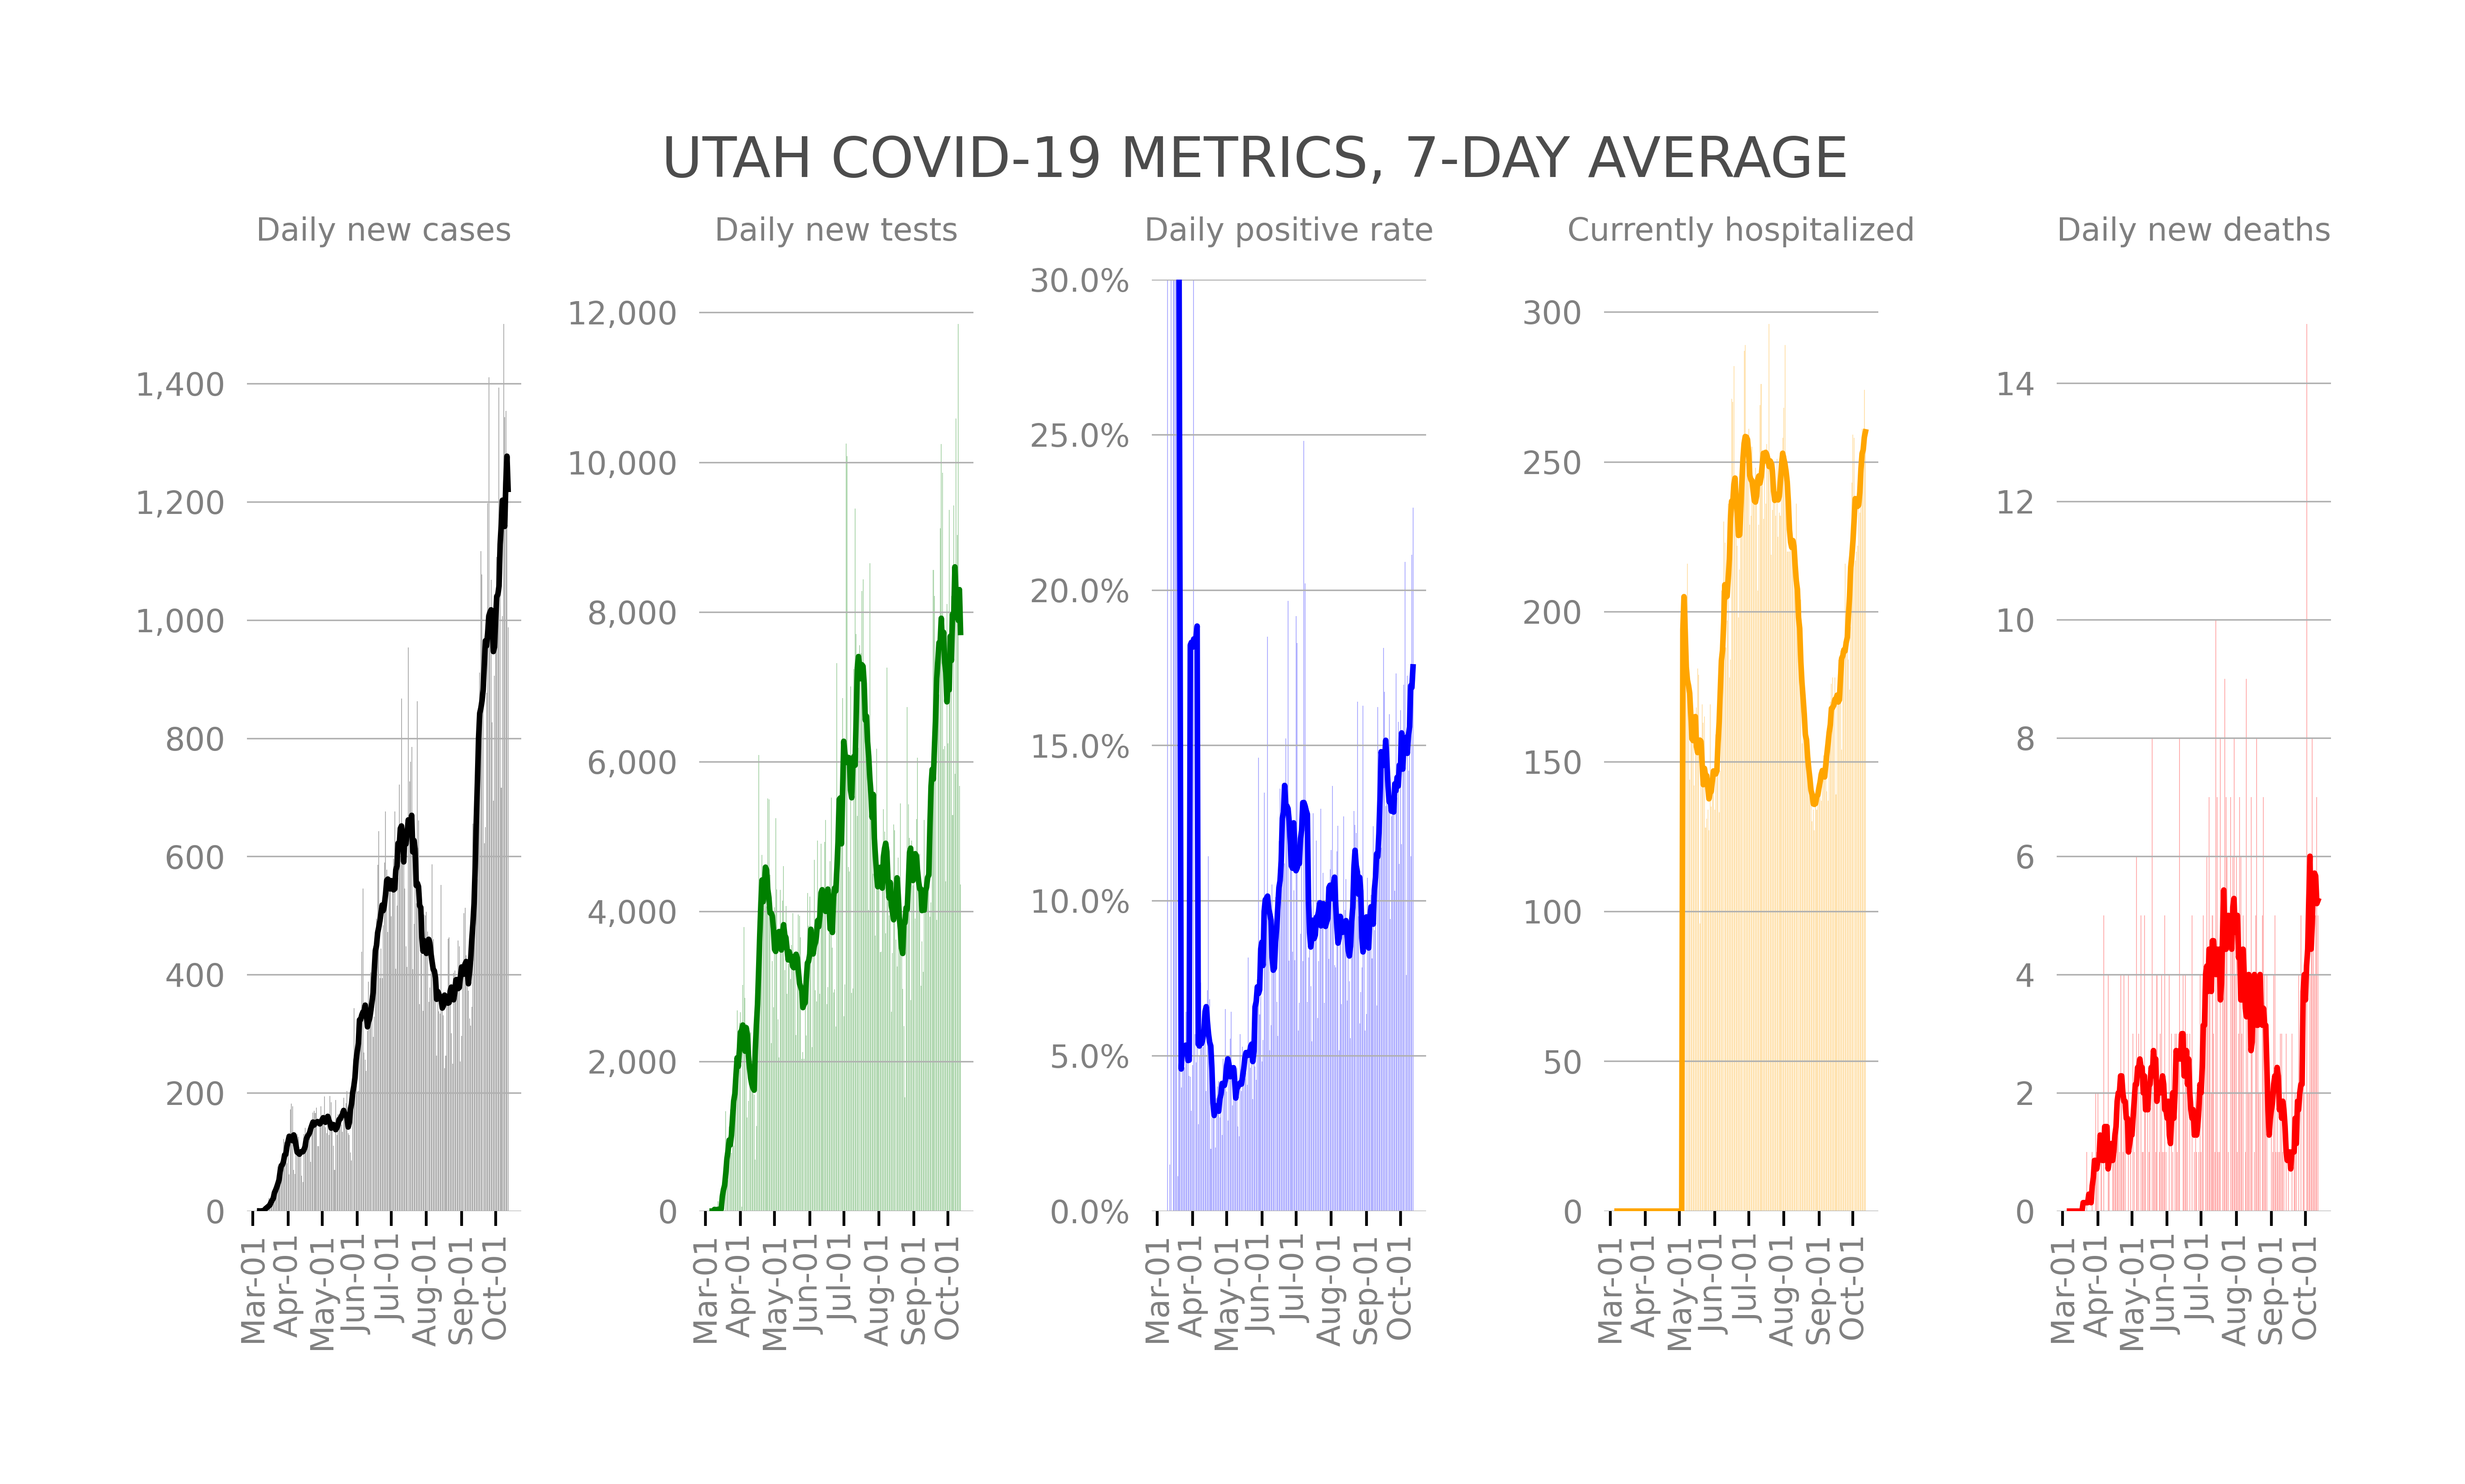 UTAH COVID-19 METRICS, 7-DAY AVERAGE
Daily new cases
1,400
1,200
1,000
800
600
400
200
0
Mar-01
Apr-01
May-01
Jun-01
Jul-01
Aug-01
Sep-01
Oct-01
Daily new tests
12,000
10,000
8,000
6,000
4,000
2,000
0
Mar-01
Apr-01
May-01
Jun-01
Jul-01
Aug-01
Sep-01
Oct-01
Daily positive rate
30.0%
25.0%
20.0%
15.0%
10.0%
5.0%
0.0%
Mar-01
Apr-01
May-01
Jun-01
Jul-01
Aug-01
Sep-01
Oct-01
Currently hospitalized
300
250
200
150
100
50
0
Mar-01
Apr-01
May-01
Jun-01
Jul-01
Aug-01
Sep-01
Oct-01
Daily new deaths
14
12
10
8
6
4
2
0
Mar-01
Apr-01
May-01
Jun-01
Jul-01
Aug-01
Sep-01
Oct-01